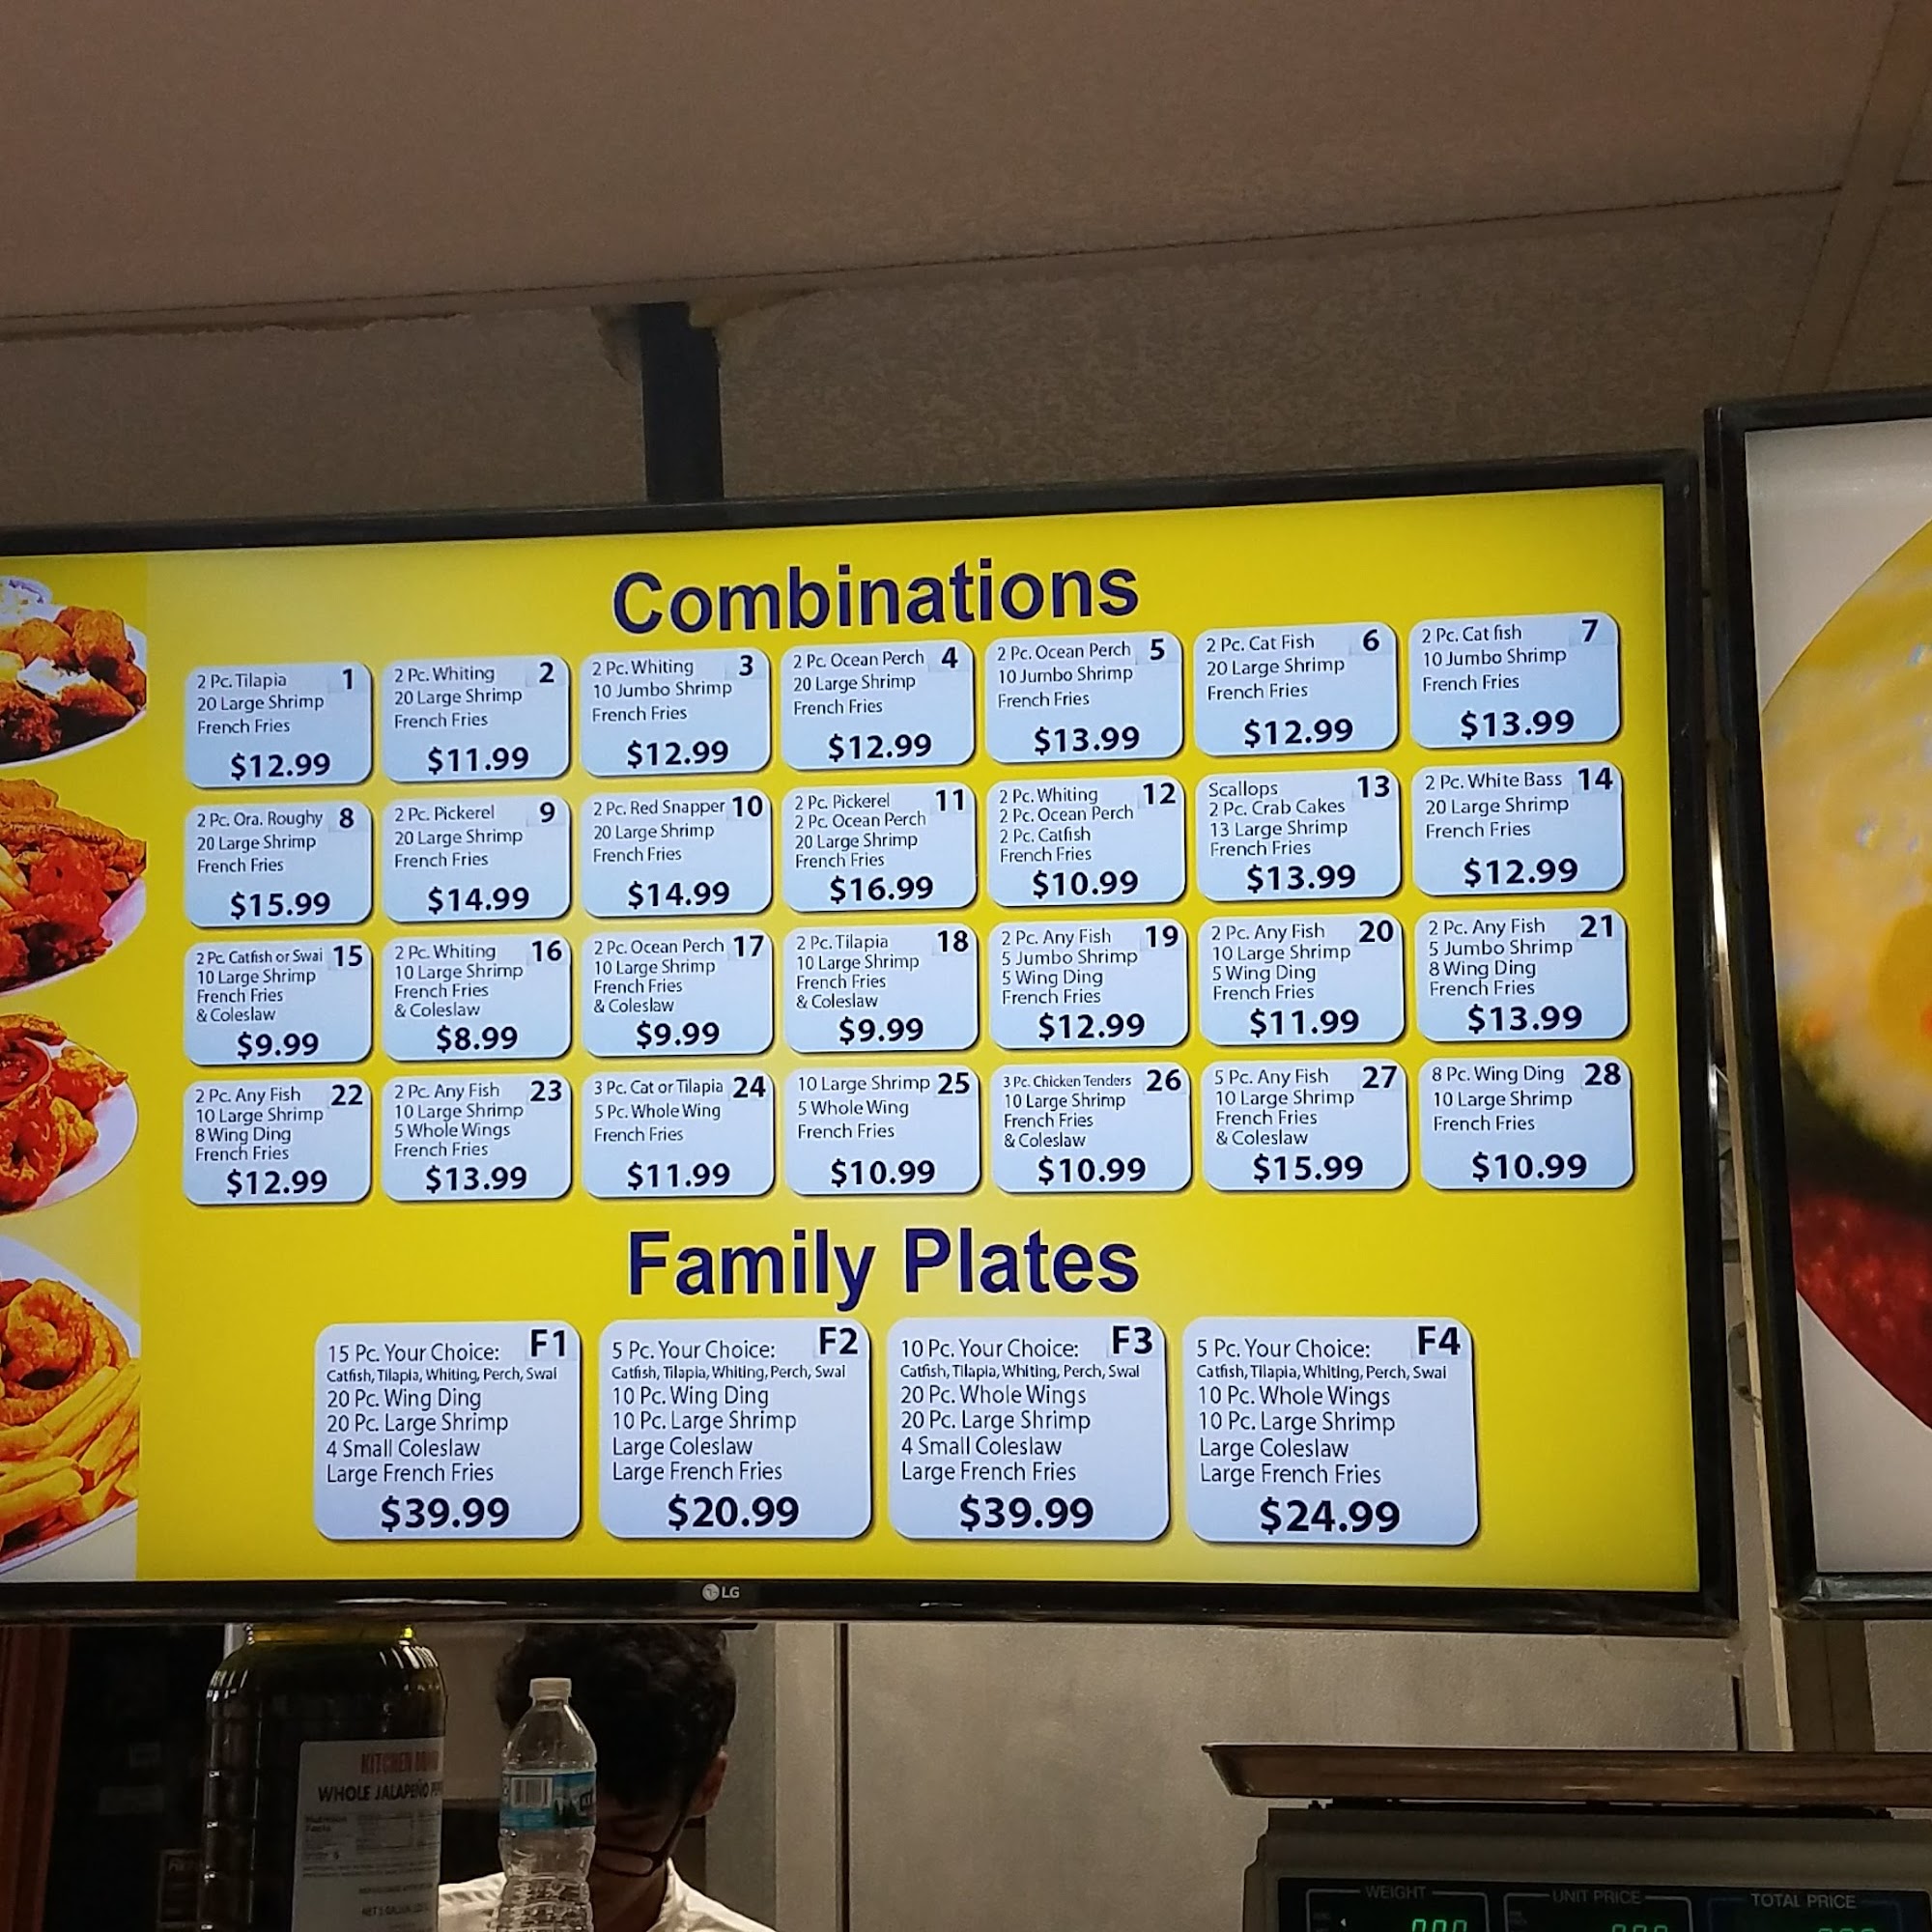 Combinations
2 Pc. Tilapia 1
20 Large Shrimp
French Fries
$12.99
2 Pc. Whiting 2
20 Large Shrimp
French Fries
$11.99
2 Pc. Whiting 3
10 Jumbo Shrimp
French Fries
$12.99
2 Pc. Ocean Perch 4
20 Large Shrimp
French Fries
$12.99
2 Pc. Ocean Perch 5
10 Jumbo Shrimp
French Fries
$13.99
2 Pc. Cat Fish 6
20 Large Shrimp
French Fries
$12.99
2 Pc. Cat fish 7
10 Jumbo Shrimp
French Fries
$13.99
2 Pc. Ora. Roughy 8
20 Large Shrimp
French Fries
$15.99
2 Pc. Pickerel 9
20 Large Shrimp
French Fries
$14.99
2 Pc. Red Snapper 10
20 Large Shrimp
French Fries
$14.99
2 Pc. Pickerel 11
2 Pc. Ocean Perch
20 Large Shrimp
French Fries
$16.99
2 Pc. Whiting 12
2 Pc. Ocean Perch
2 Pc. Catfish
French Fries
$10.99
Scallops 13
2 Pc. Crab Cakes
13 Large Shrimp
French Fries
$13.99
2 Pc. White Bass 14
20 Large Shrimp
French Fries
$12.99
2 Pc. Catfish or Swai 15
10 Large Shrimp
French Fries
& Coleslaw
$9.99
2 Pc. Whiting 16
10 Large Shrimp
French Fries
& Coleslaw
$8.99
2 Pc. Ocean Perch 17
10 Large Shrimp
French Fries
& Coleslaw
$9.99
2 Pc. Tilapia 18
10 Large Shrimp
French Fries
& Coleslaw
$9.99
2 Pc. Any Fish 19
5 Jumbo Shrimp
5 Wing Ding
French Fries
$12.99
2 Pc. Any Fish 20
10 Large Shrimp
5 Wing Ding
French Fries
$11.99
2 Pc. Any Fish 21
5 Jumbo Shrimp
8 Wing Ding
French Fries
$13.99
2 Pc. Any Fish 22
10 Large Shrimp
8 Wing Ding
French Fries
$12.99
2 Pc. Any Fish 23
10 Large Shrimp
5 Whole Wings
French Fries
$13.99
3 Pc. Cat or Tilapia 24
5 Pc. Whole Wing
French Fries
$11.99
10 Large Shrimp 25
5 Whole Wing
French Fries
$10.99
3 Pc. Chicken Tenders 26
10 Large Shrimp
French Fries
& Coleslaw
$10.99
5 Pc. Any Fish 27
10 Large Shrimp
French Fries
& Coleslaw
$15.99
8 Pc. Wing Ding 28
10 Large Shrimp
French Fries
$10.99
Family Plates
15 Pc. Your Choice: F1
Catfish, Tilapia, Whiting, Perch, Swai
20 Pc. Wing Ding
20 Pc. Large Shrimp
4 Small Coleslaw
Large French Fries
$39.99
5 Pc. Your Choice: F2
Catfish, Tilapia, Whiting, Perch, Swai
10 Pc. Wing Ding
10 Pc. Large Shrimp
Large Coleslaw
Large French Fries
$20.99
10 Pc. Your Choice: F3
Catfish, Tilapia, Whiting, Perch, Swai
20 Pc. Whole Wings
20 Pc. Large Shrimp
4 Small Coleslaw
Large French Fries
$39.99
5 Pc. Your Choice: F4
Catfish, Tilapia, Whiting, Perch, Swai
10 Pc. Whole Wings
10 Pc. Large Shrimp
Large Coleslaw
Large French Fries
$24.99
LG
KITCHEN
WHOLE JALAPEÑO
Nutrition
Facts
WEIGHT UNIT PRICE TOTAL PRICE